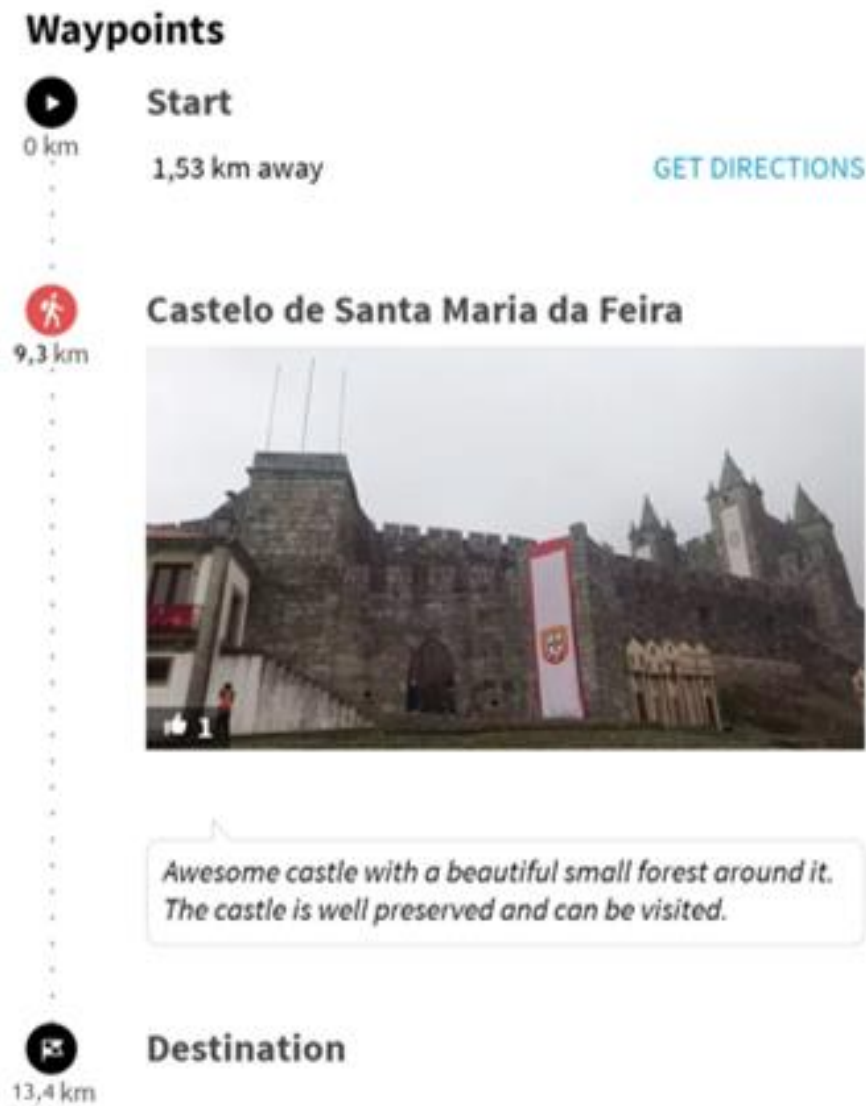 Waypoints
Start
0 km
1,53 km away
GET DIRECTIONS
Castelo de Santa Maria da Feira
9,3 km
1
Awesome castle with a beautiful small forest around it.
The castle is well preserved and can be visited.
Destination
13,4 km